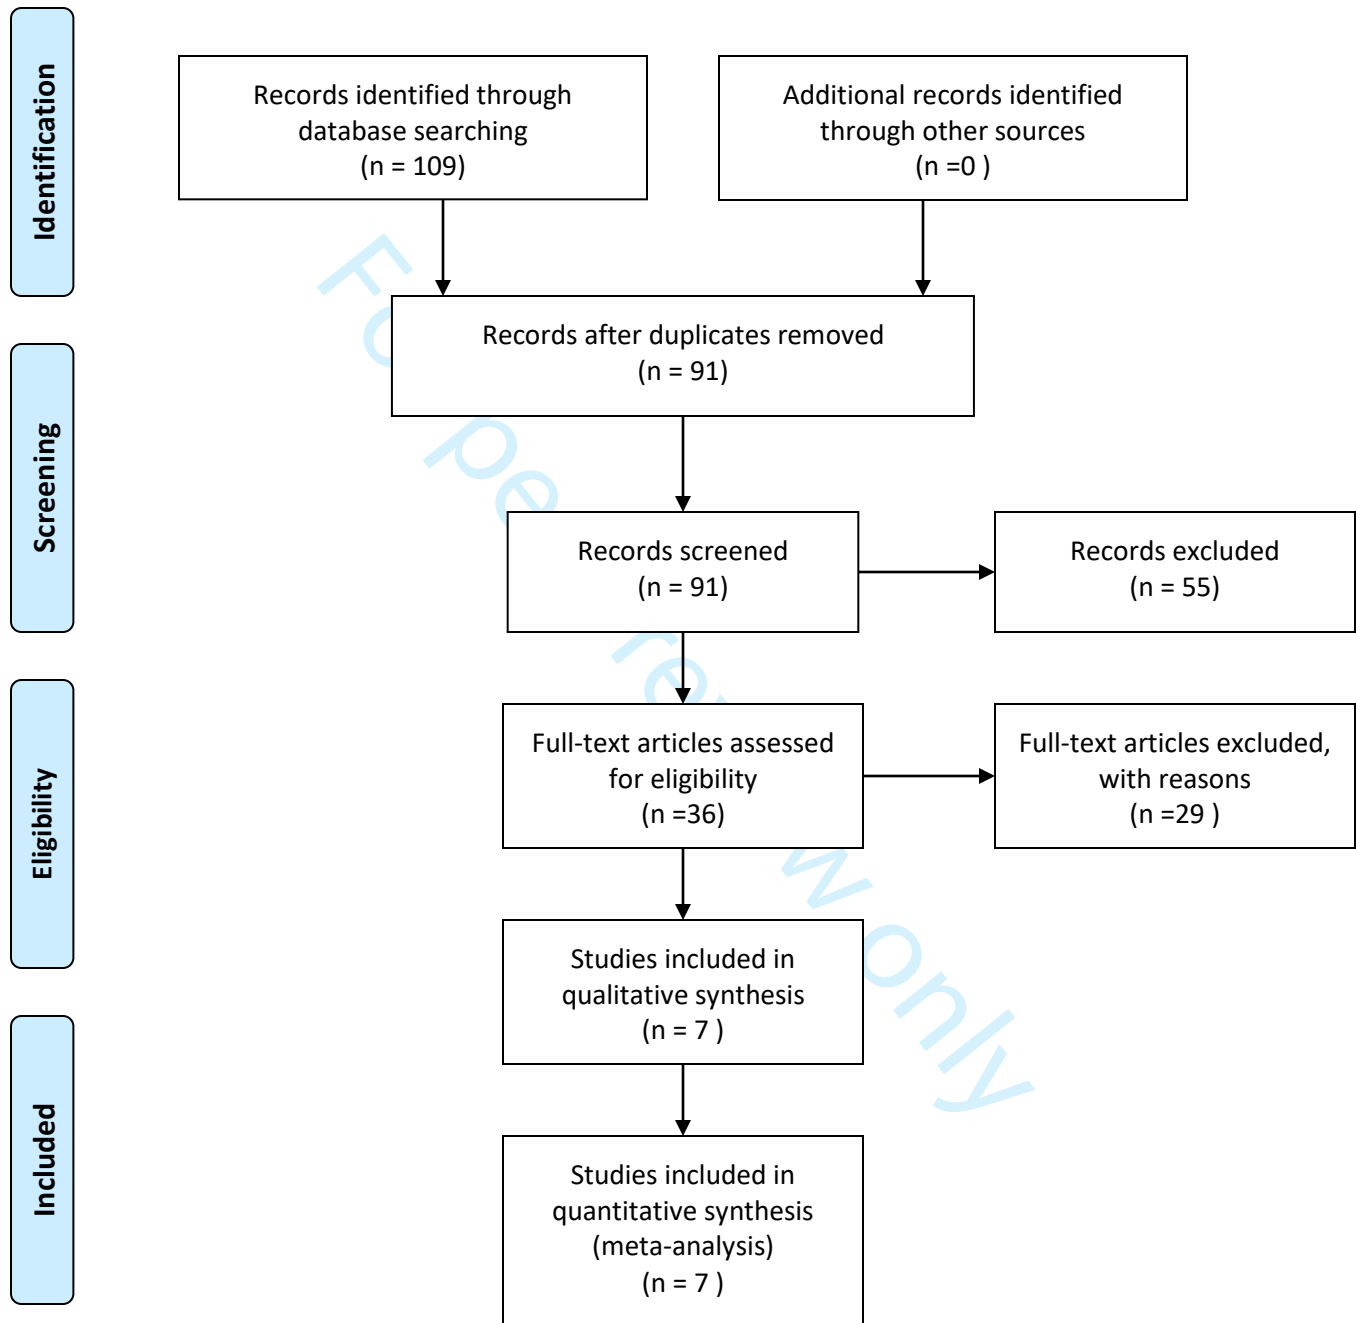 Identification
Records identified through
database searching
(n = 109)
Additional records identified
through other sources
(n =0 )
Records after duplicates removed
(n = 91)
Screening
Records screened
(n = 91)
Records excluded
(n = 55)
Eligibility
Full-text articles assessed
for eligibility
(n =36)
Full-text articles excluded,
with reasons
(n =29 )
Studies included in
qualitative synthesis
(n = 7 )
Included
Studies included in
quantitative synthesis
(meta-analysis)
(n = 7 )
only